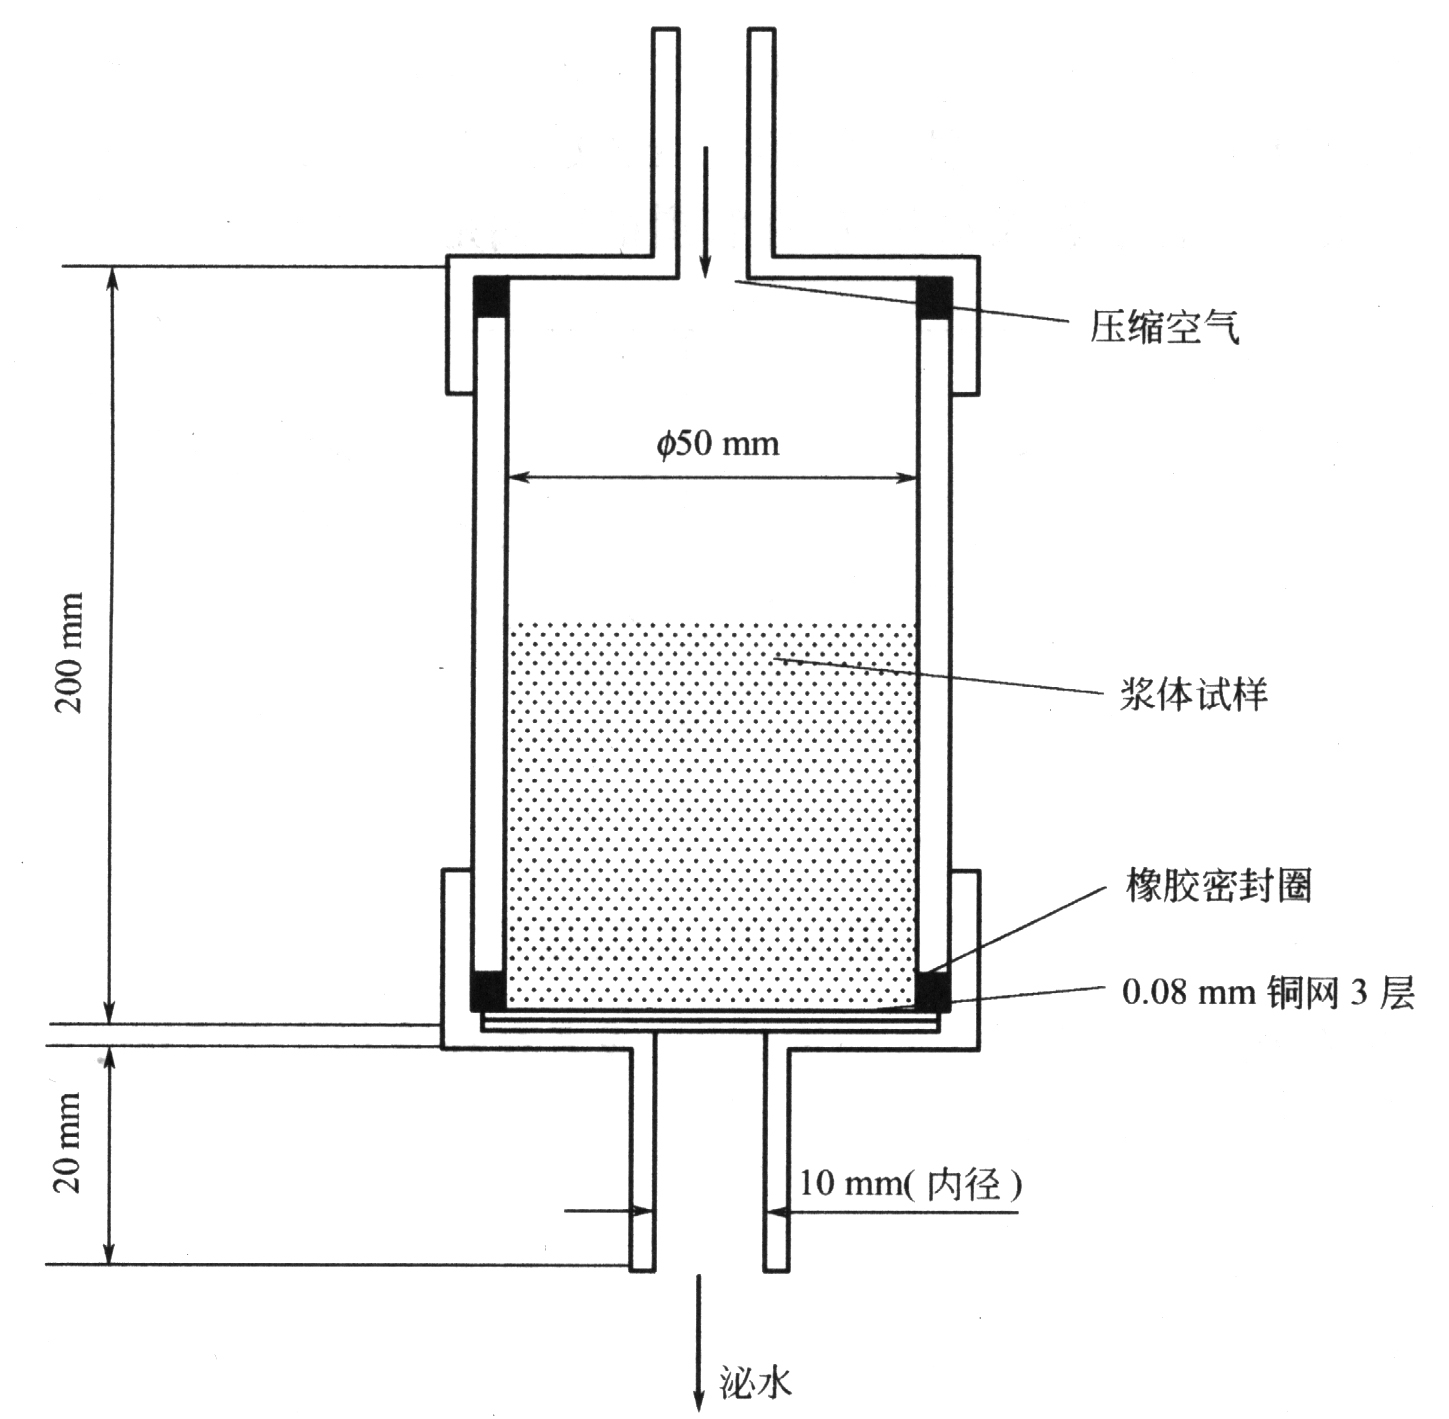 压缩空气
ϕ50 mm
200 mm
浆体试样
橡胶密封圈
0.08 mm 铜网 3 层
20 mm
10 mm( 内径 )
泌水